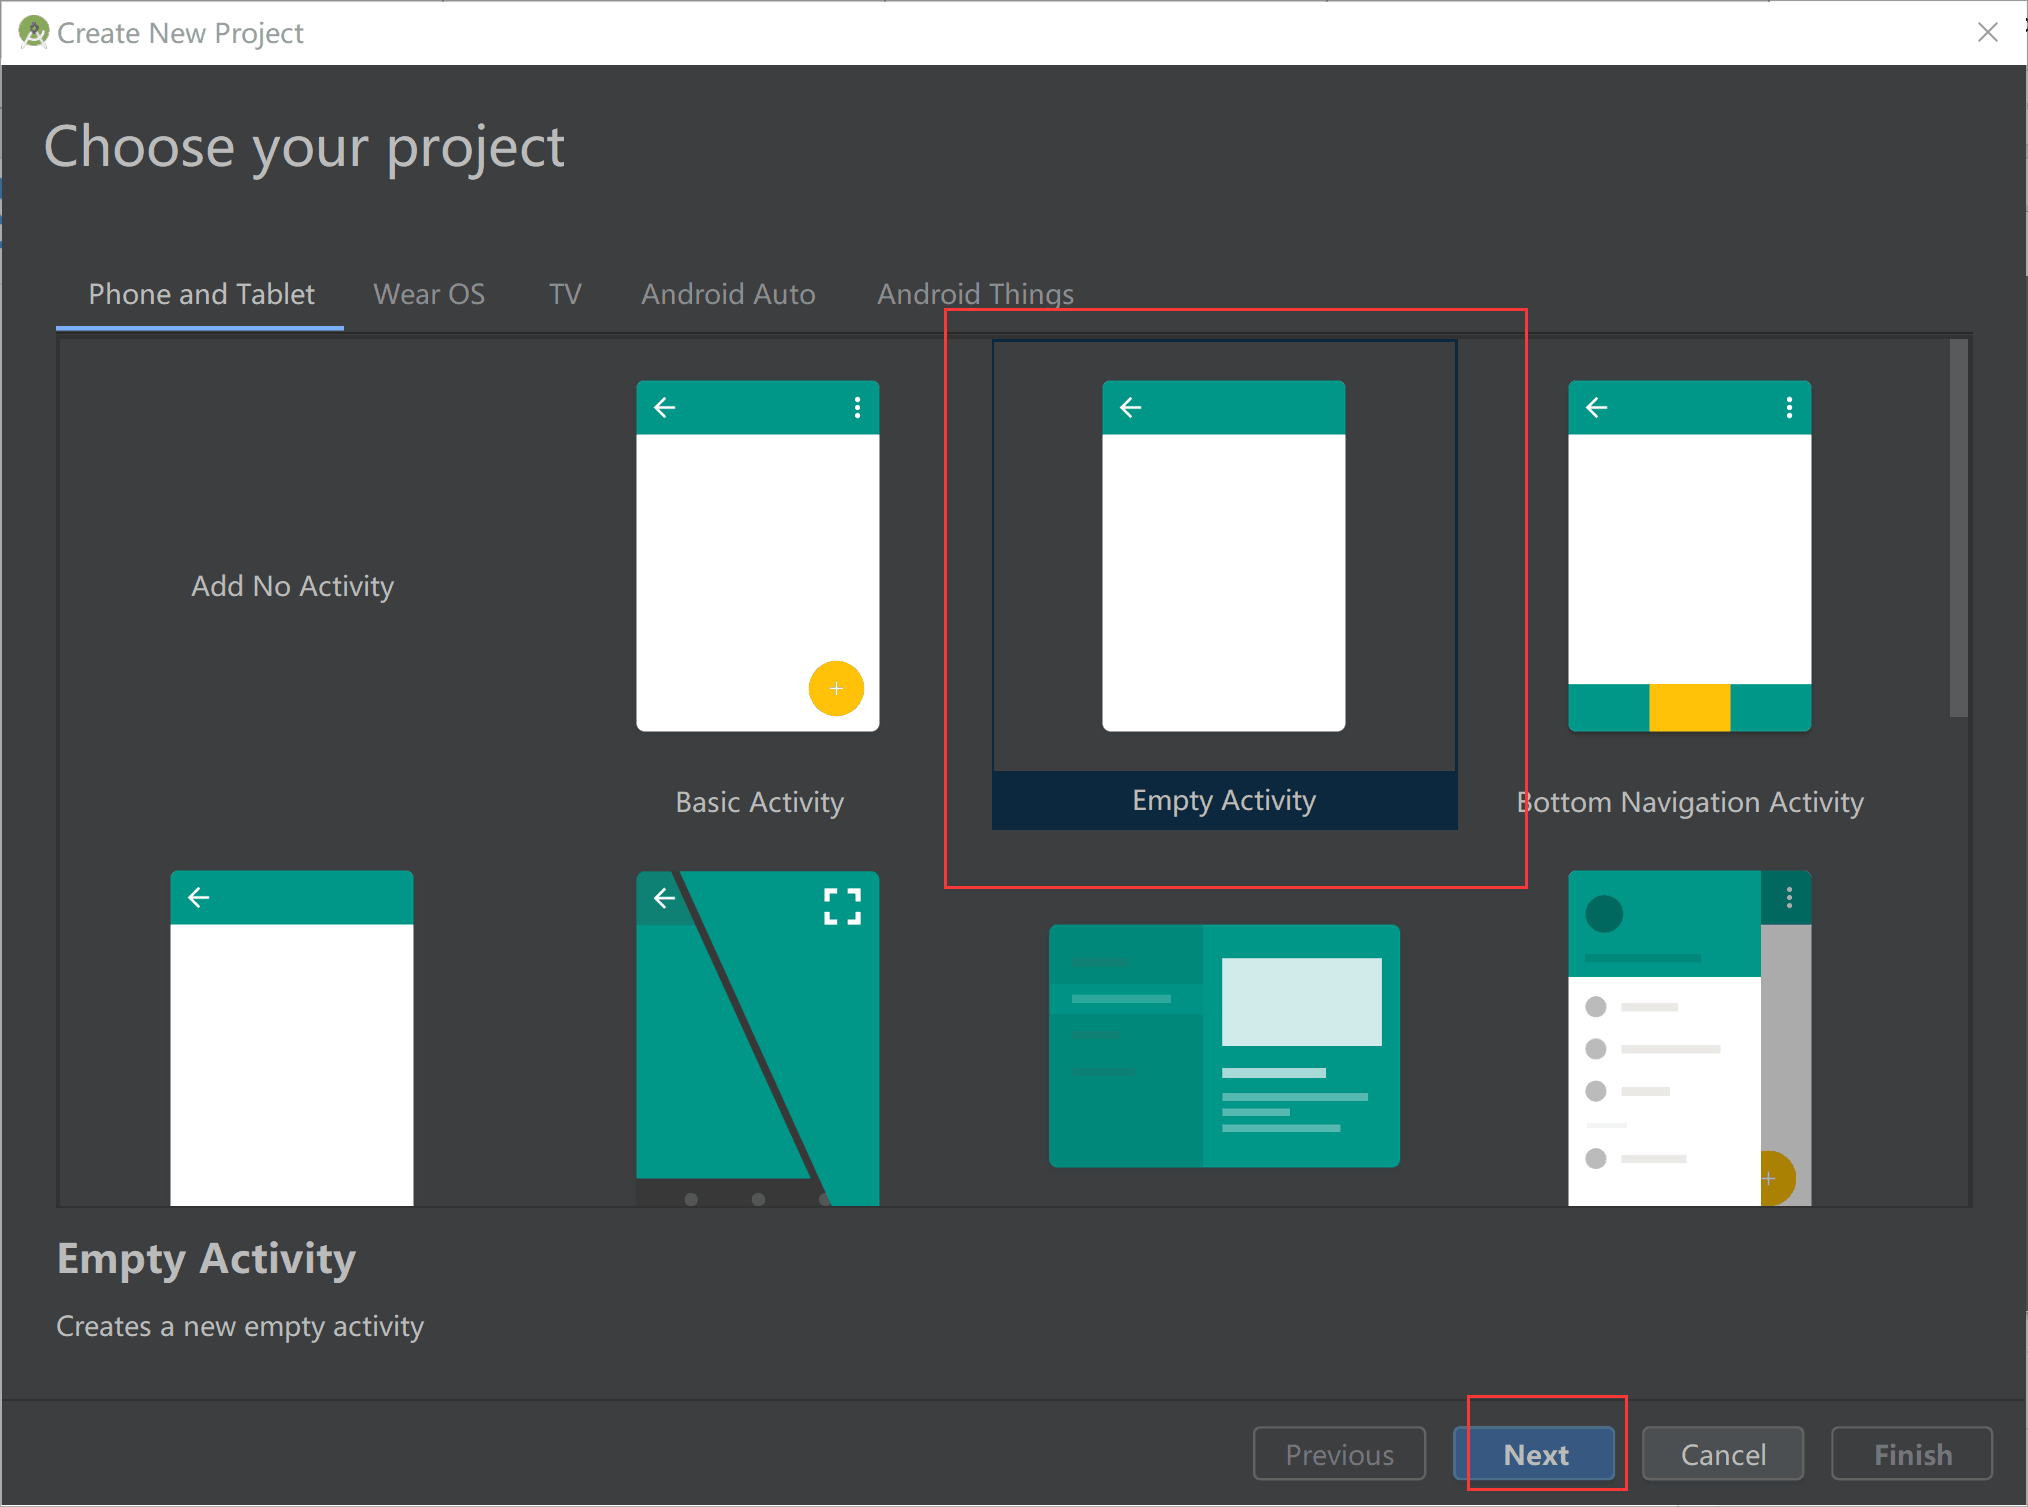 Create New Project
Choose your project
Phone and Tablet
Wear OS
TV
Android Auto
Android Things
Add No Activity
Basic Activity
Empty Activity
Bottom Navigation Activity
Empty Activity
Creates a new empty activity
Previous
Next
Cancel
Finish